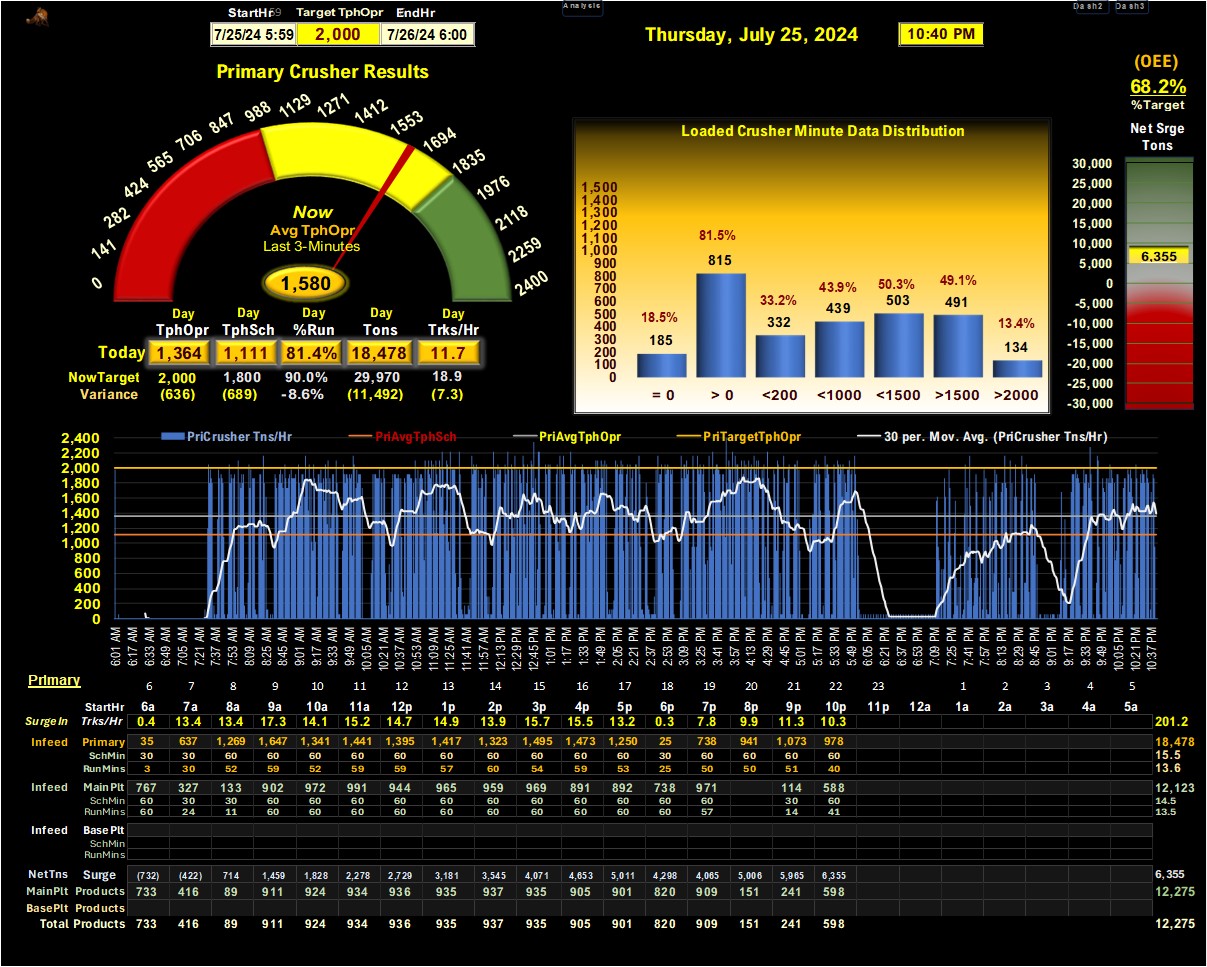 Analysis
Dash2 Dash3
StartHr59 Target TphOpr EndHr
7/25/24 5:59 2,000 7/26/24 6:00
Thursday, July 25, 2024
10:40 PM
(OEE)
68.2%
%Target
Net Srge
Tons
30,000
25,000
20,000
15,000
10,000
5,000
0
-5,000
-10,000
-15,000
-20,000
-25,000
-30,000
6,355
Primary Crusher Results
0 141 282 424 565 706 847 988 1129 1271 1412 1553 1694 1835 1976 2118 2259 2400
Now
Avg TphOpr
Last 3-Minutes
1,580
Day Day Day Day Day
TphOpr TphSch %Run Tons Trks/Hr
Today 1,364 1,111 81.4% 18,478 11.7
NowTarget 2,000 1,800 90.0% 29,970 18.9
Variance (636) (689) -8.6% (11,492) (7.3)
Loaded Crusher Minute Data Distribution
1,500
1,400
1,300
1,200
1,100
1,000
900
800
700
600
500
400
300
200
100
0
18.5% 81.5% 33.2% 43.9% 50.3% 49.1% 13.4%
185 815 332 439 503 491 134
= 0 > 0 <200 <1000 <1500 >1500 >2000
PriCrusher Tns/Hr PriAvgTphSch PriAvgTphOpr PriTargetTphOpr 30 per. Mov. Avg. (PriCrusher Tns/Hr)
2,400
2,200
2,000
1,800
1,600
1,400
1,200
1,000
800
600
400
200
0
6:01 AM 6:17 AM 6:33 AM 6:49 AM 7:05 AM 7:21 AM 7:37 AM 7:53 AM 8:09 AM 8:25 AM 8:45 AM 9:01 AM 9:17 AM 9:33 AM 9:49 AM 10:05 AM 10:21 AM 10:37 AM 10:53 AM 11:09 AM 11:25 AM 11:41 AM 11:57 AM 12:13 PM 12:29 PM 12:45 PM 1:01 PM 1:17 PM 1:33 PM 1:49 PM 2:05 PM 2:21 PM 2:37 PM 2:53 PM 3:09 PM 3:25 PM 3:41 PM 3:57 PM 4:13 PM 4:29 PM 4:45 PM 5:01 PM 5:17 PM 5:33 PM 5:49 PM 6:05 PM 6:21 PM 6:37 PM 6:53 PM 7:09 PM 7:25 PM 7:41 PM 7:57 PM 8:13 PM 8:29 PM 8:45 PM 9:01 PM 9:17 PM 9:33 PM 9:49 PM 10:05 PM 10:21 PM 10:37 PM
Primary
6 7 8 9 10 11 12 13 14 15 16 17 18 19 20 21 22 23 1 2 3 4 5
StartHr 6a 7a 8a 9a 10a 11a 12p 1p 2p 3p 4p 5p 6p 7p 8p 9p 10p 11p 12a 1a 2a 3a 4a 5a
SurgeIn Trks/Hr 0.4 13.4 13.4 17.3 14.1 15.2 14.7 14.9 13.9 15.7 15.5 13.2 0.3 7.8 9.9 11.3 10.3 201.2
Infeed Primary 35 637 1,269 1,647 1,341 1,441 1,395 1,417 1,323 1,495 1,473 1,250 25 738 941 1,073 978 18,478
SchMin 30 30 60 60 60 60 60 60 60 60 60 60 30 60 60 60 60 15.5
RunMins 3 30 52 59 52 59 59 57 60 54 59 53 25 50 50 51 40 13.6
Infeed MainPlt 767 327 133 902 972 991 944 965 959 969 891 892 738 971 114 588 12,123
SchMin 60 30 30 60 60 60 60 60 60 60 60 60 60 60 30 60 14.5
RunMins 60 24 11 60 60 60 60 60 60 60 60 60 60 57 14 41 13.5
Infeed Base Plt
SchMin
RunMins
NetTns Surge (732) (422) 714 1,459 1,828 2,278 2,729 3,181 3,545 4,071 4,653 5,011 4,298 4,065 5,006 5,965 6,355 6,355
MainPlt Products 733 416 89 911 924 934 936 935 937 935 905 901 820 909 151 241 598 12,275
BasePlt Products
Total Products 733 416 89 911 924 934 936 935 937 935 905 901 820 909 151 241 598 12,275